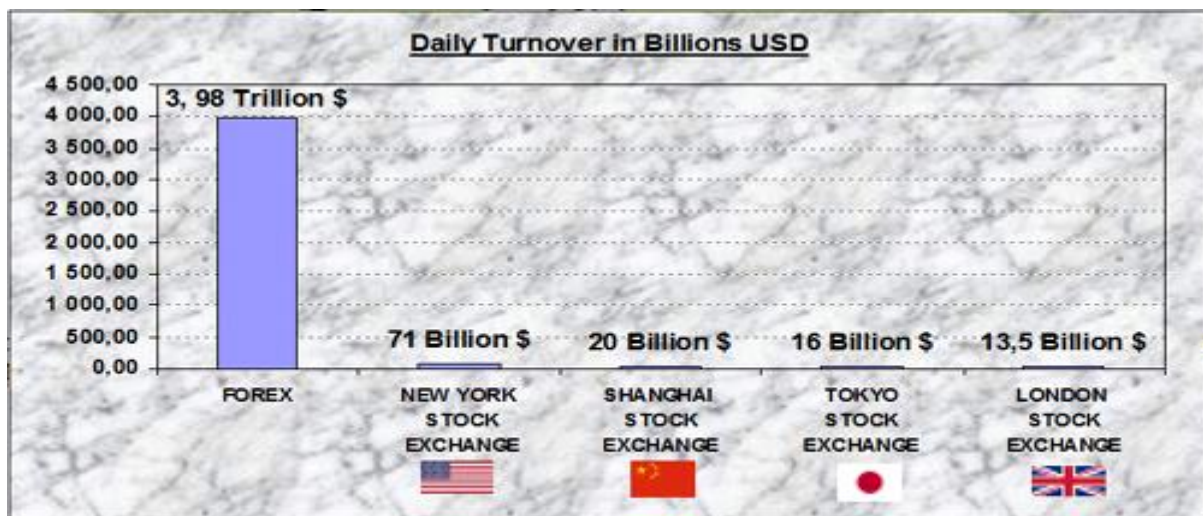 Daily Turnover in Billions USD
4 500,00
4 000,00
3 500,00
3 000,00
2 500,00
2 000,00
1 500,00
1 000,00
500,00
0,00
3, 98 Trillion $
71 Billion $
20 Billion $
16 Billion $
13,5 Billion $
FOREX
NEW YORK
STOCK
EXCHANGE
SHANGHAI
STOCK
EXCHANGE
TOKYO
STOCK
EXCHANGE
LONDON
STOCK
EXCHANGE